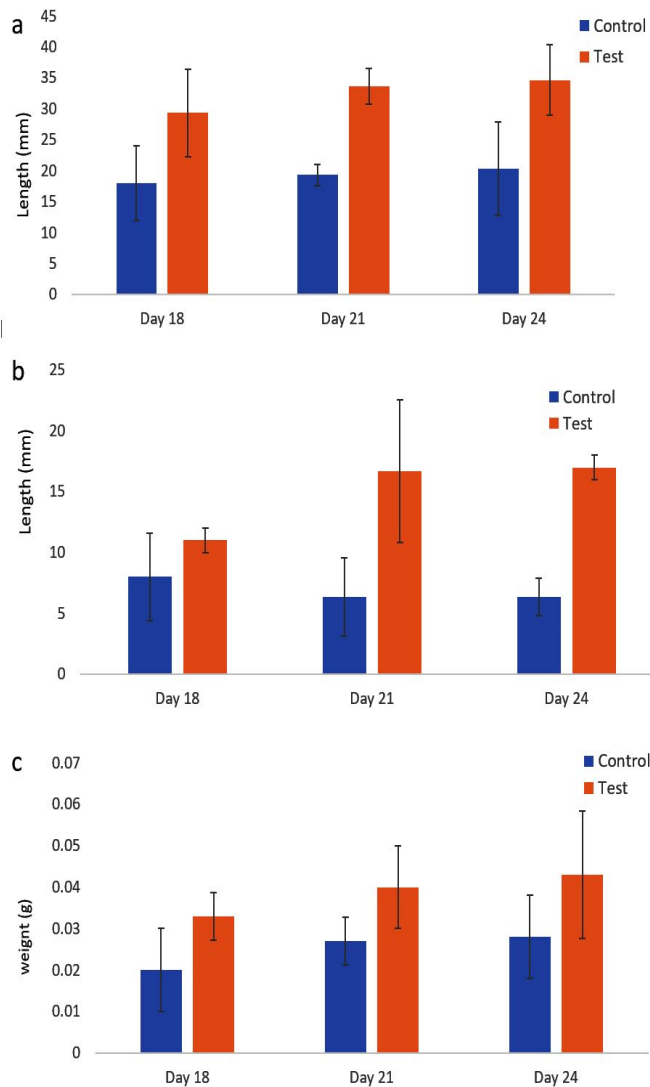 a
Control
Test
45
40
35
30
25
20
15
10
5
0
Length (mm)
Day 18 Day 21 Day 24
b
Control
Test
25
20
15
10
5
0
Length (mm)
Day 18 Day 21 Day 24
c
Control
Test
0.07
0.06
0.05
0.04
0.03
0.02
0.01
0
weignt (g)
Day 18 Day 21 Day 24